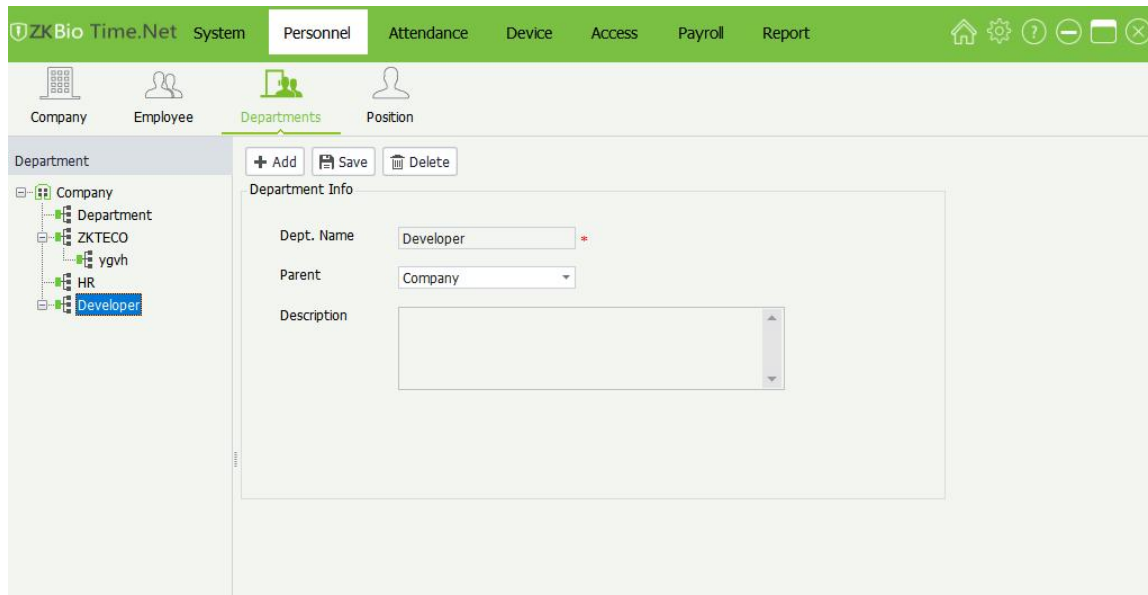 ZKBio Time.Net System Personnel Attendance Device Access Payroll Report
Company Employee Departments Position
Department
+ Add Save Delete
Company
Department
ZKTECO
ygvh
HR
Developer
Department Info
Dept. Name Developer *
Parent Company
Description